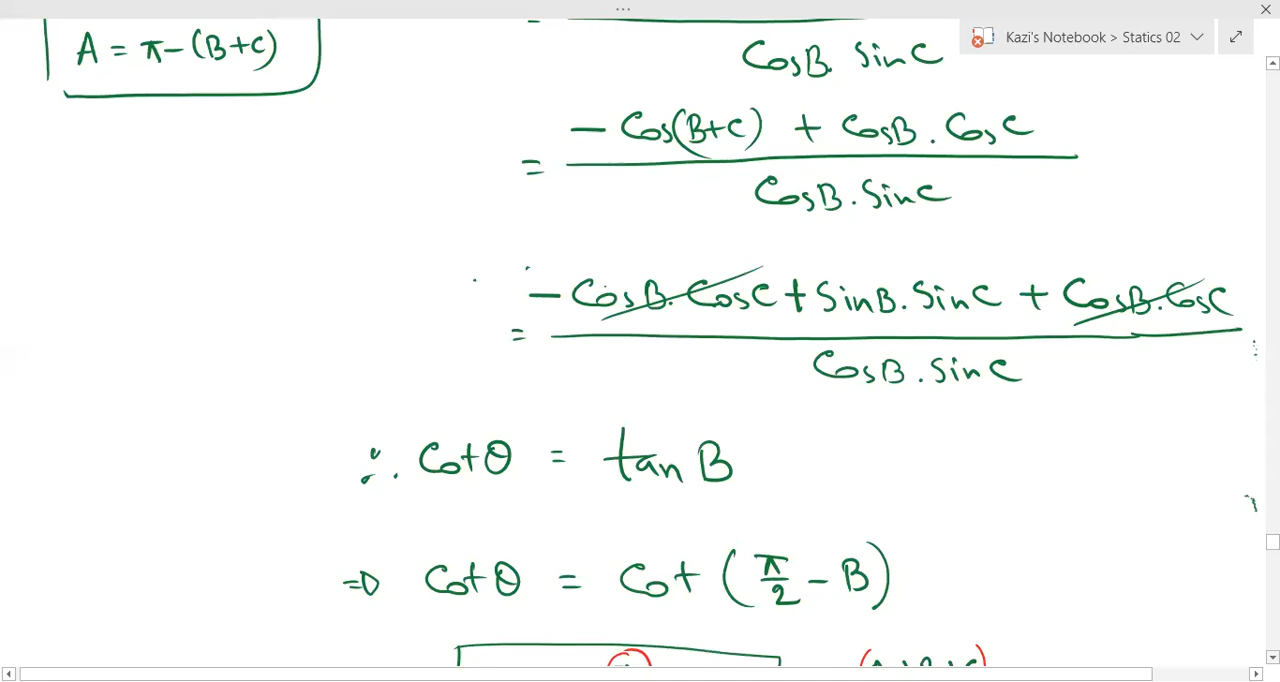 Kazi's Notebook > Statics 02
A = π - (B+C)
=
CosB. SinC
= - Cos(B+C) + CosB . CosC
CosB . SinC
= - CosB. CosC + SinB. SinC + CosB. CosC
CosB . SinC
∴ Cotθ = tan B
⇒ Cotθ = Cot (π/2 - B)